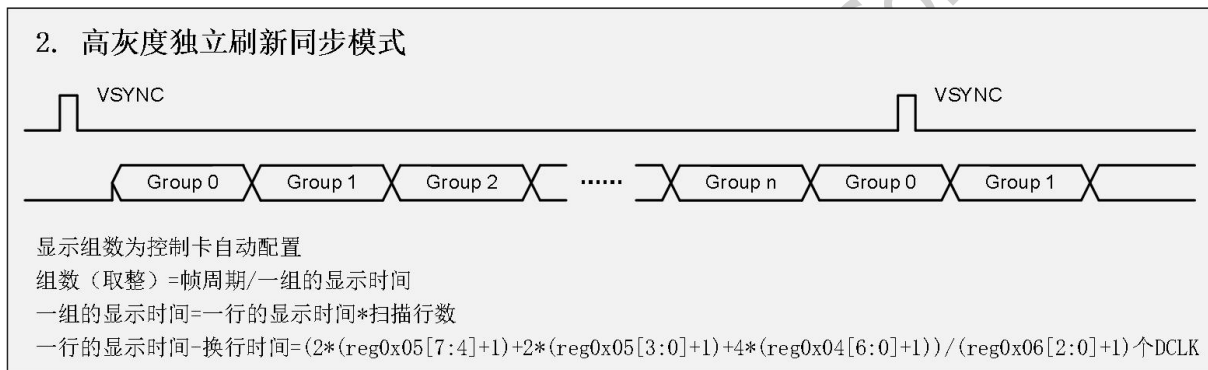 2. 高灰度独立刷新同步模式
VSYNC VSYNC
Group 0 Group 1 Group 2 ...... Group n Group 0 Group 1
显示组数为控制卡自动配置
组数（取整）=帧周期/一组的显示时间
一组的显示时间=一行的显示时间*扫描行数
一行的显示时间-换行时间=(2*(reg0x05[7:4]+1)+2*(reg0x05[3:0]+1)+4*(reg0x04[6:0]+1))/(reg0x06[2:0]+1)个DCLK